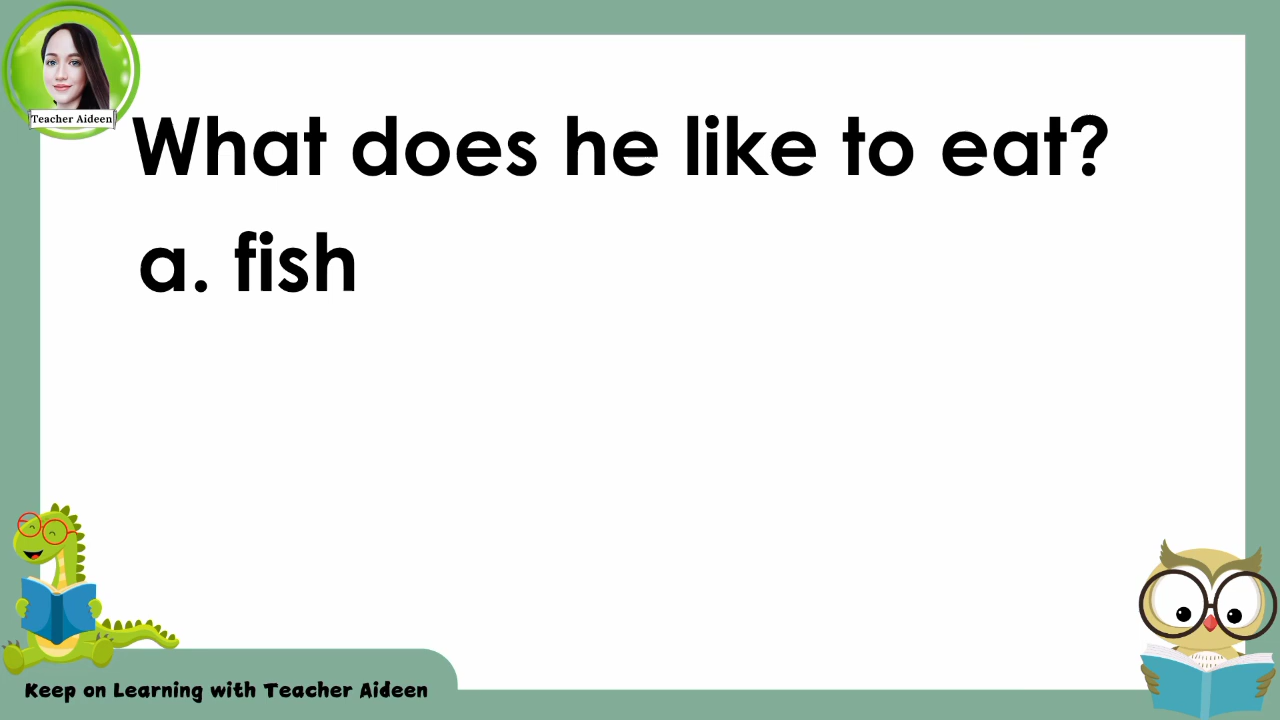 Teacher Aideen
What does he like to eat?
a. fish
Keep on Learning with Teacher Aideen